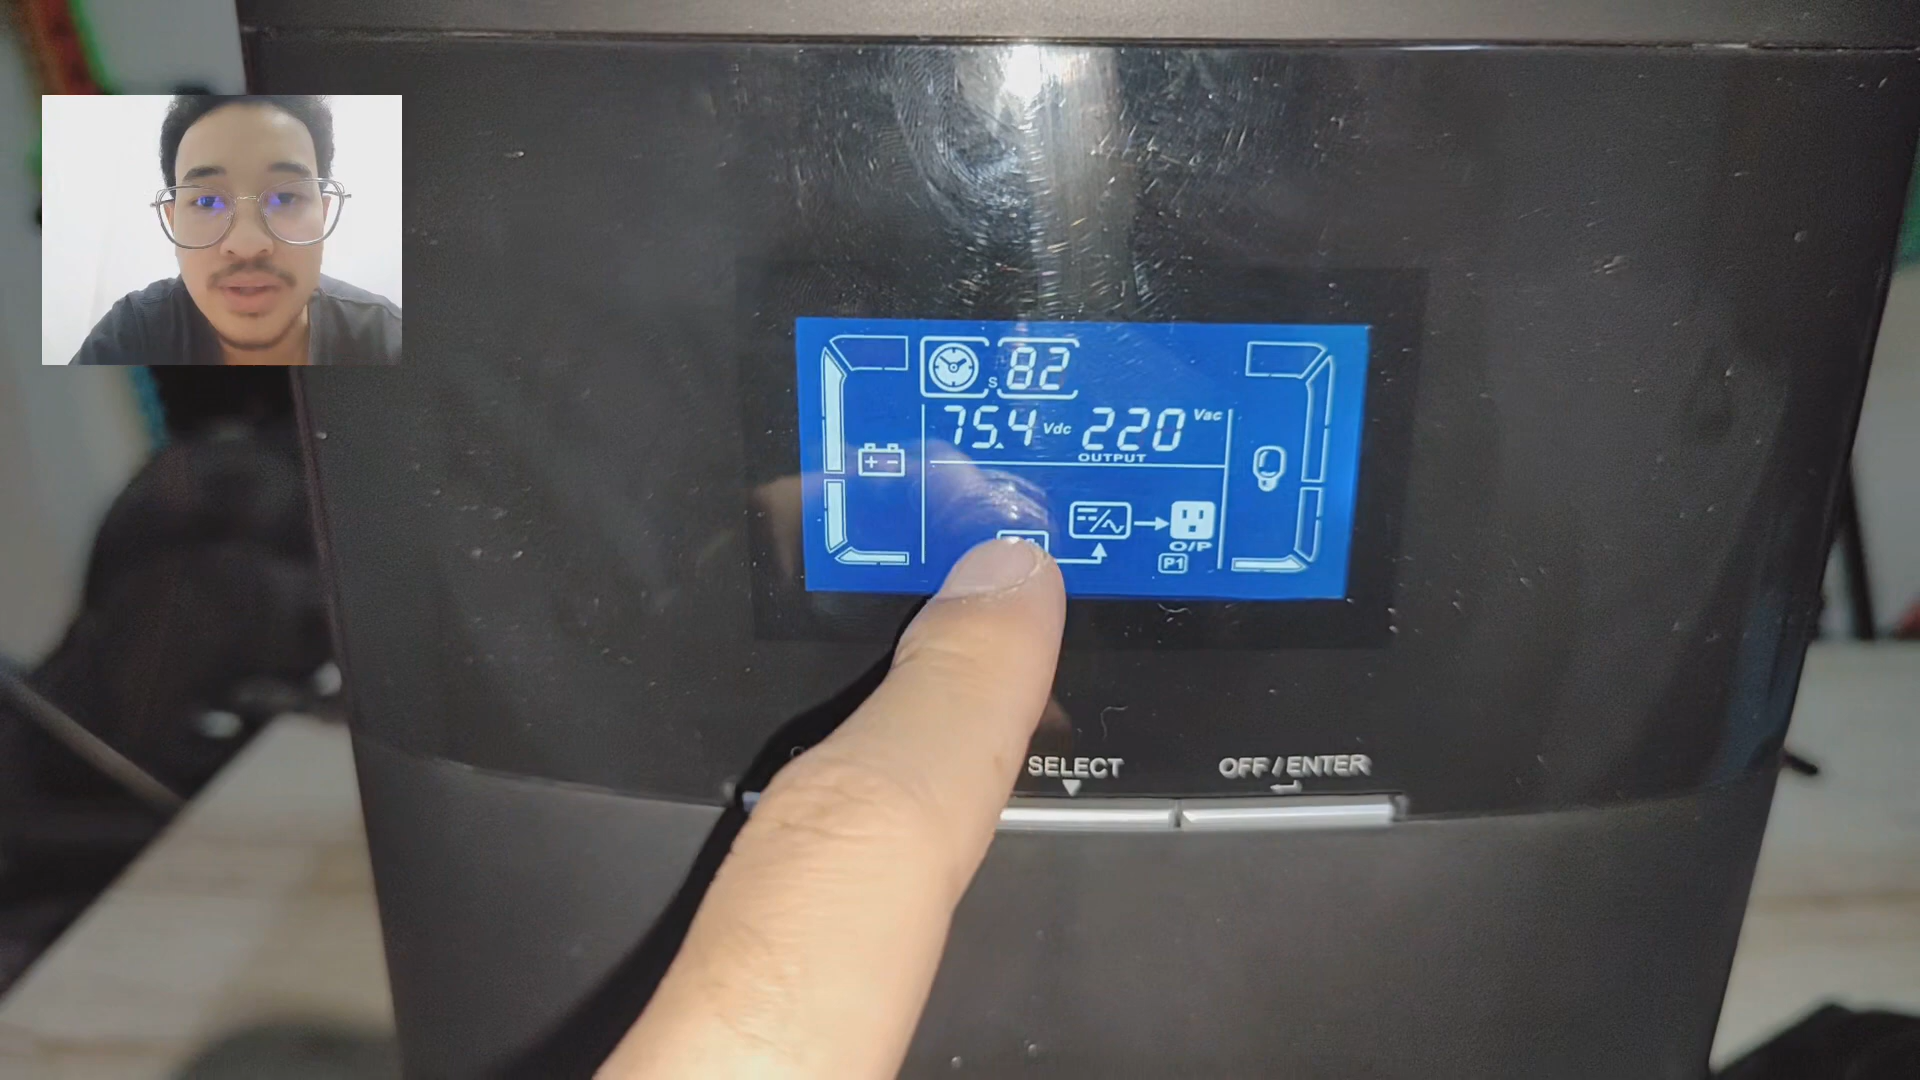 S 82
75.4 Vdc 220 Vac
OUTPUT
O/P
P1
SELECT
OFF / ENTER